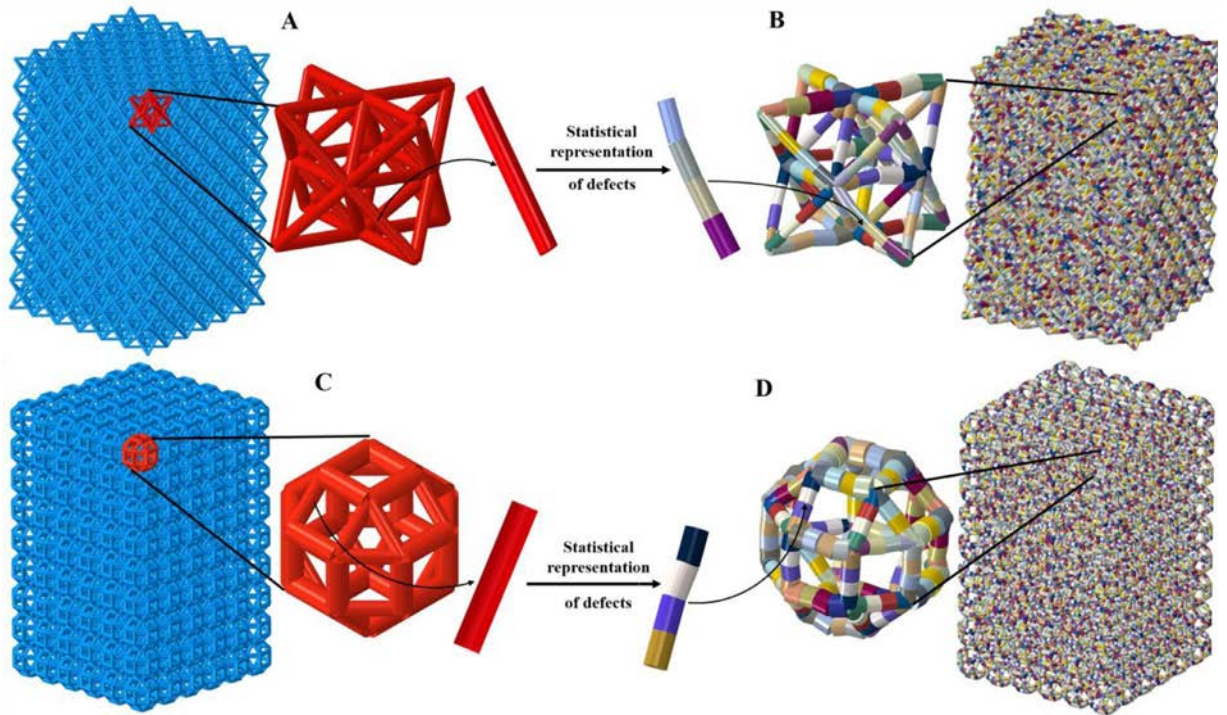 A
B
Statistical
representation
of defects
C
D
Statistical
representation
of defects